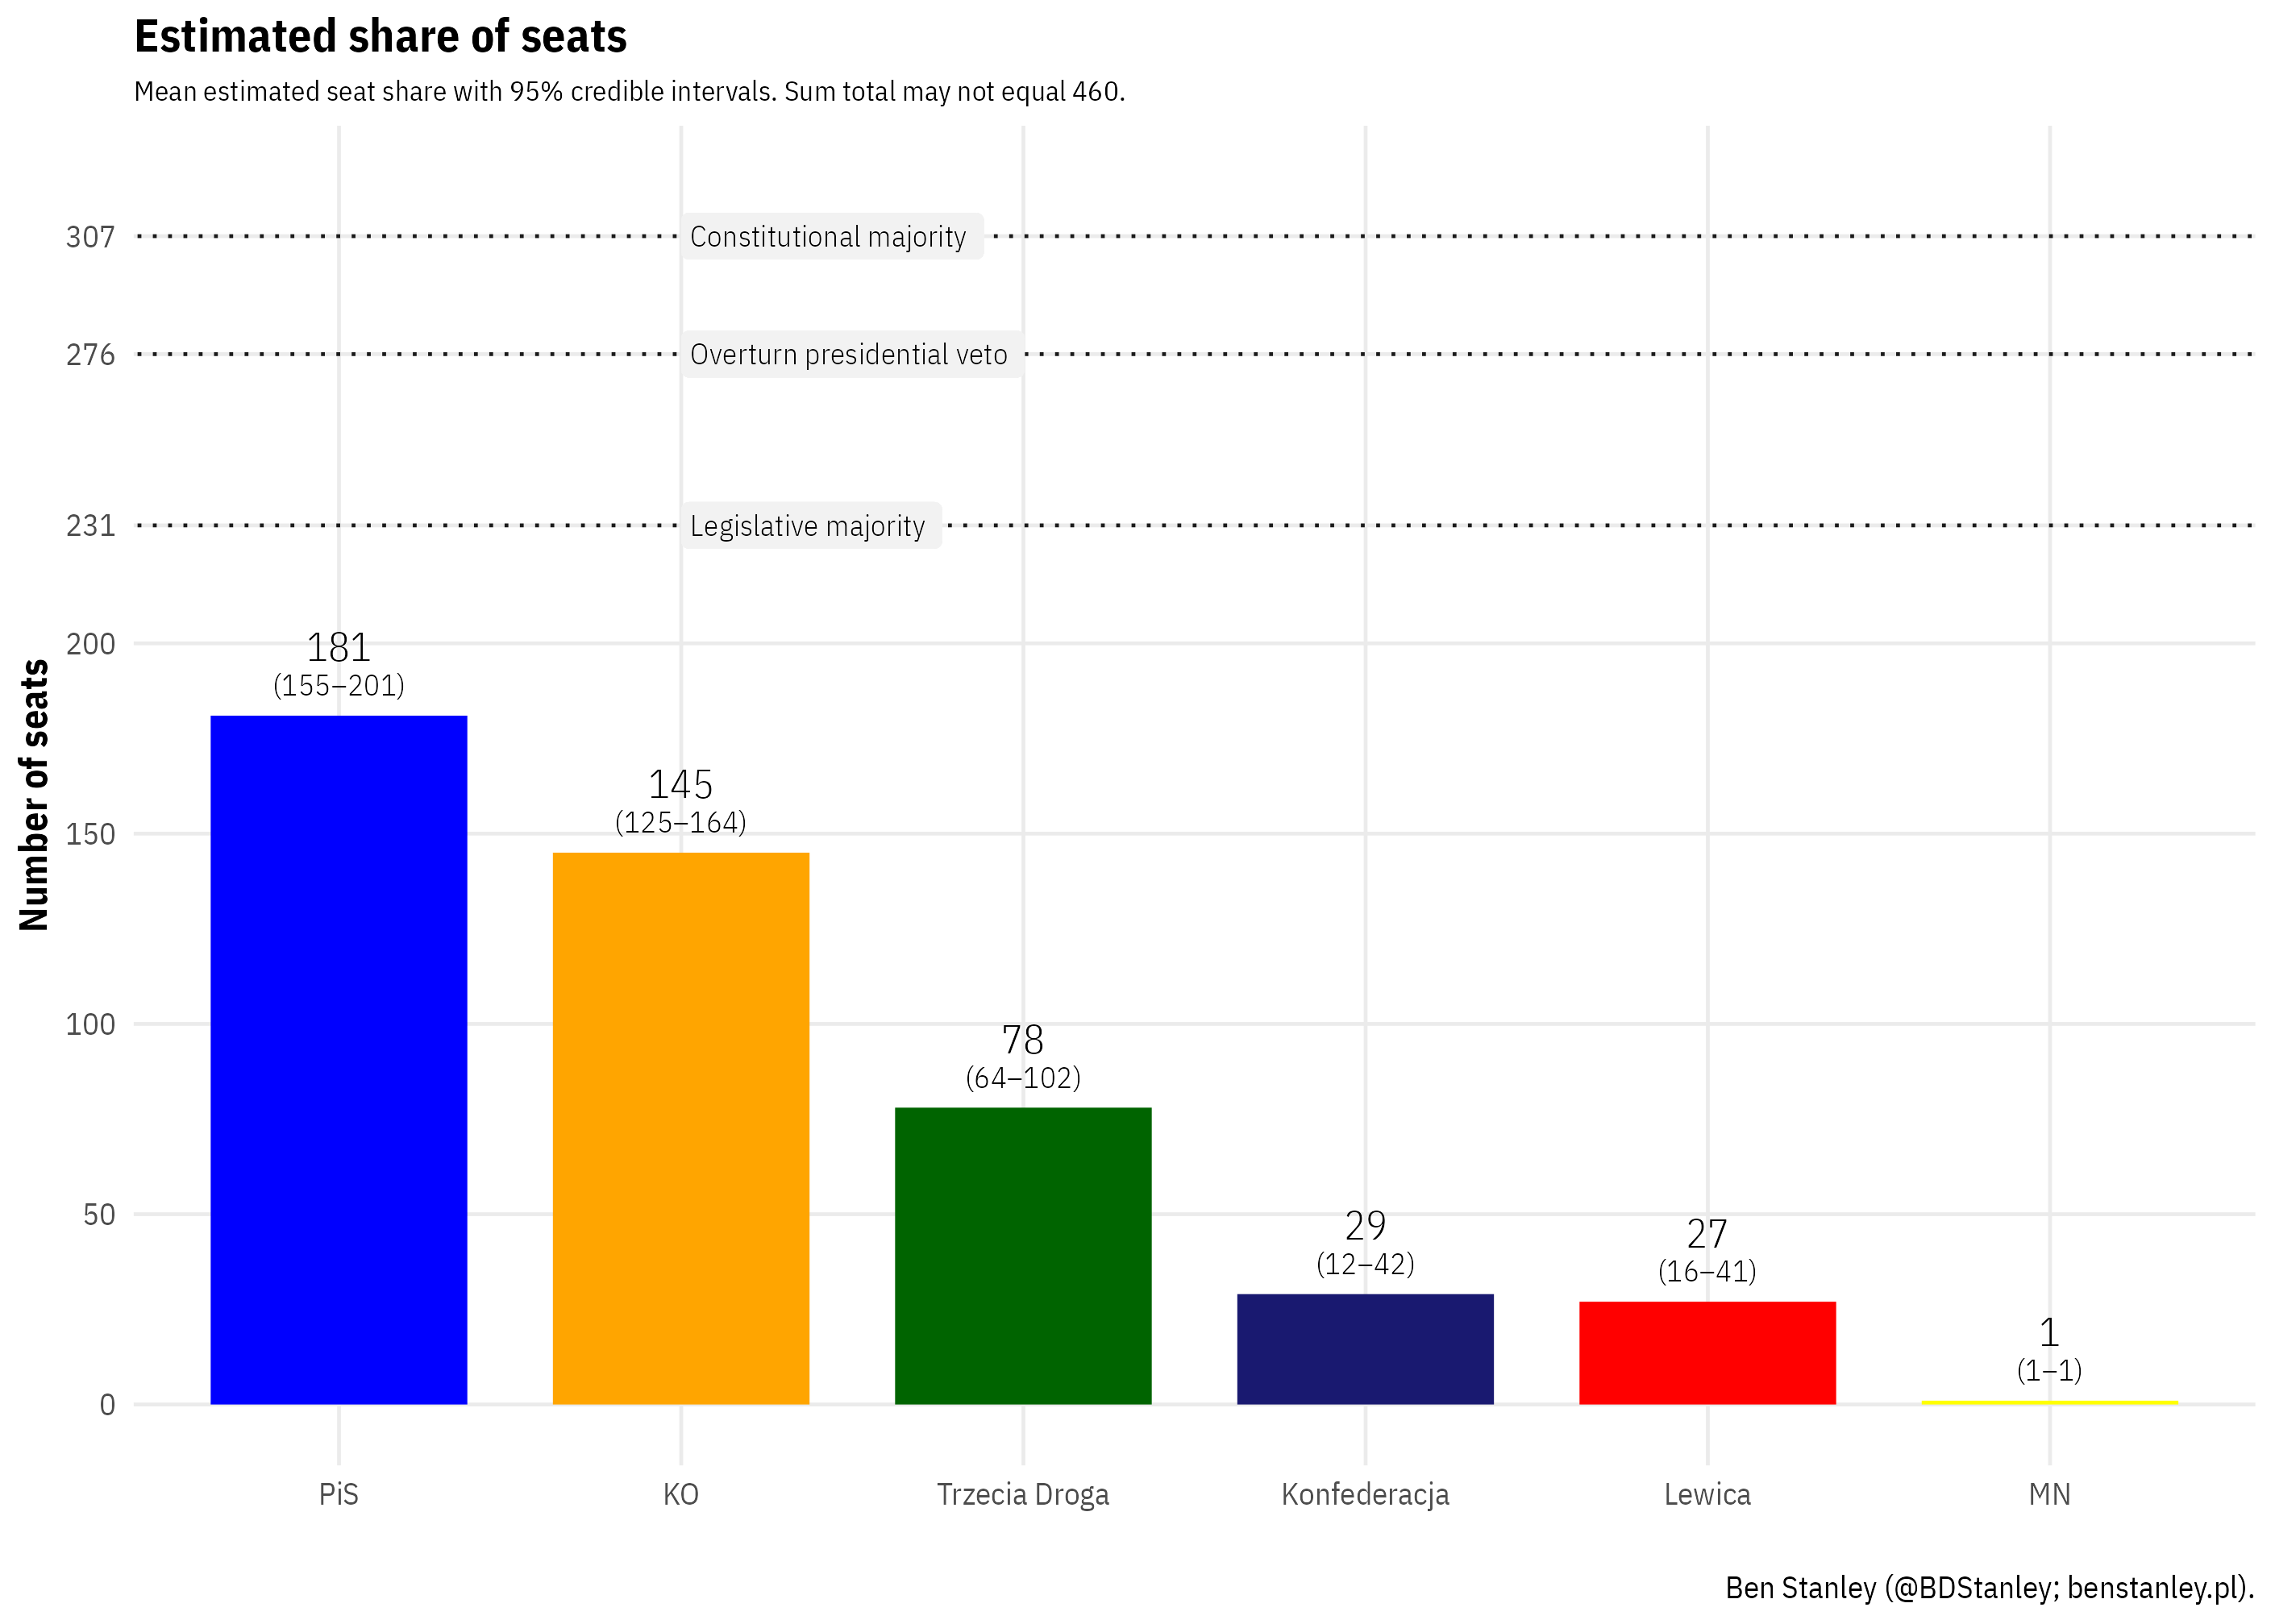 Estimated share of seats
Mean estimated seat share with 95% credible intervals. Sum total may not equal 460.
Number of seats
307
Constitutional majority
276
Overturn presidential veto
231
Legislative majority
200
150
100
50
0
181
(155–201)
145
(125–164)
78
(64–102)
29
(12–42)
27
(16–41)
1
(1–1)
PiS
KO
Trzecia Droga
Konfederacja
Lewica
MN
Ben Stanley (@BDStanley; benstanley.pl).